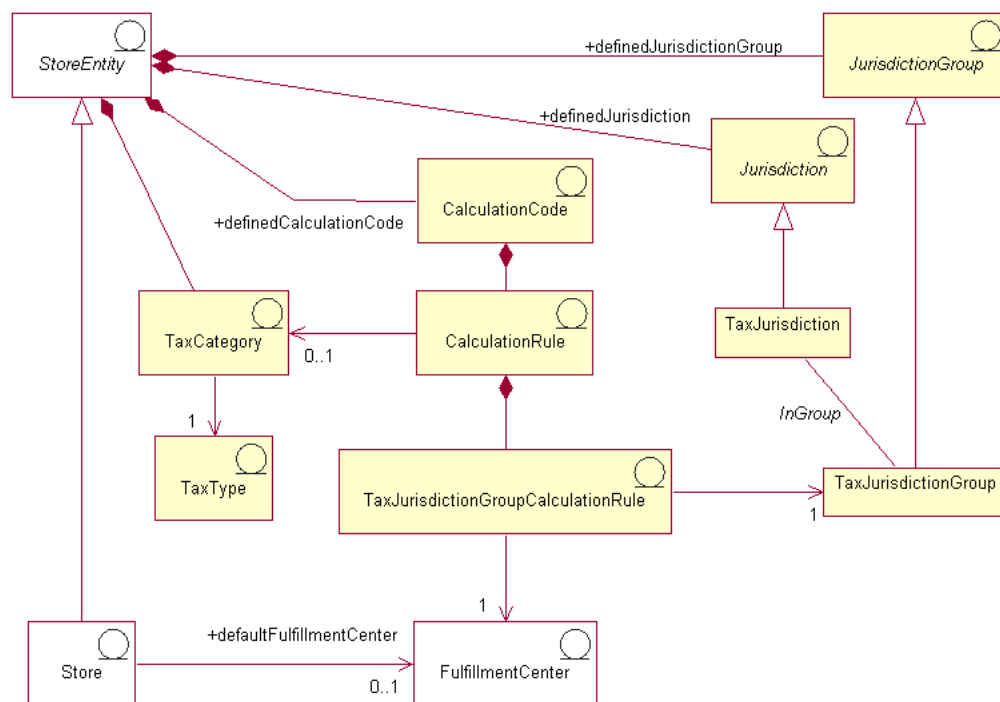 StoreEntity
+definedJurisdictionGroup
JurisdictionGroup
+definedJurisdiction
Jurisdiction
CalculationCode
+definedCalculationCode
TaxCategory
0..1
CalculationRule
TaxJurisdiction
1
InGroup
TaxType
TaxJurisdictionGroupCalculationRule
1
TaxJurisdictionGroup
1
+defaultFulfillmentCenter
Store
0..1
FulfillmentCenter